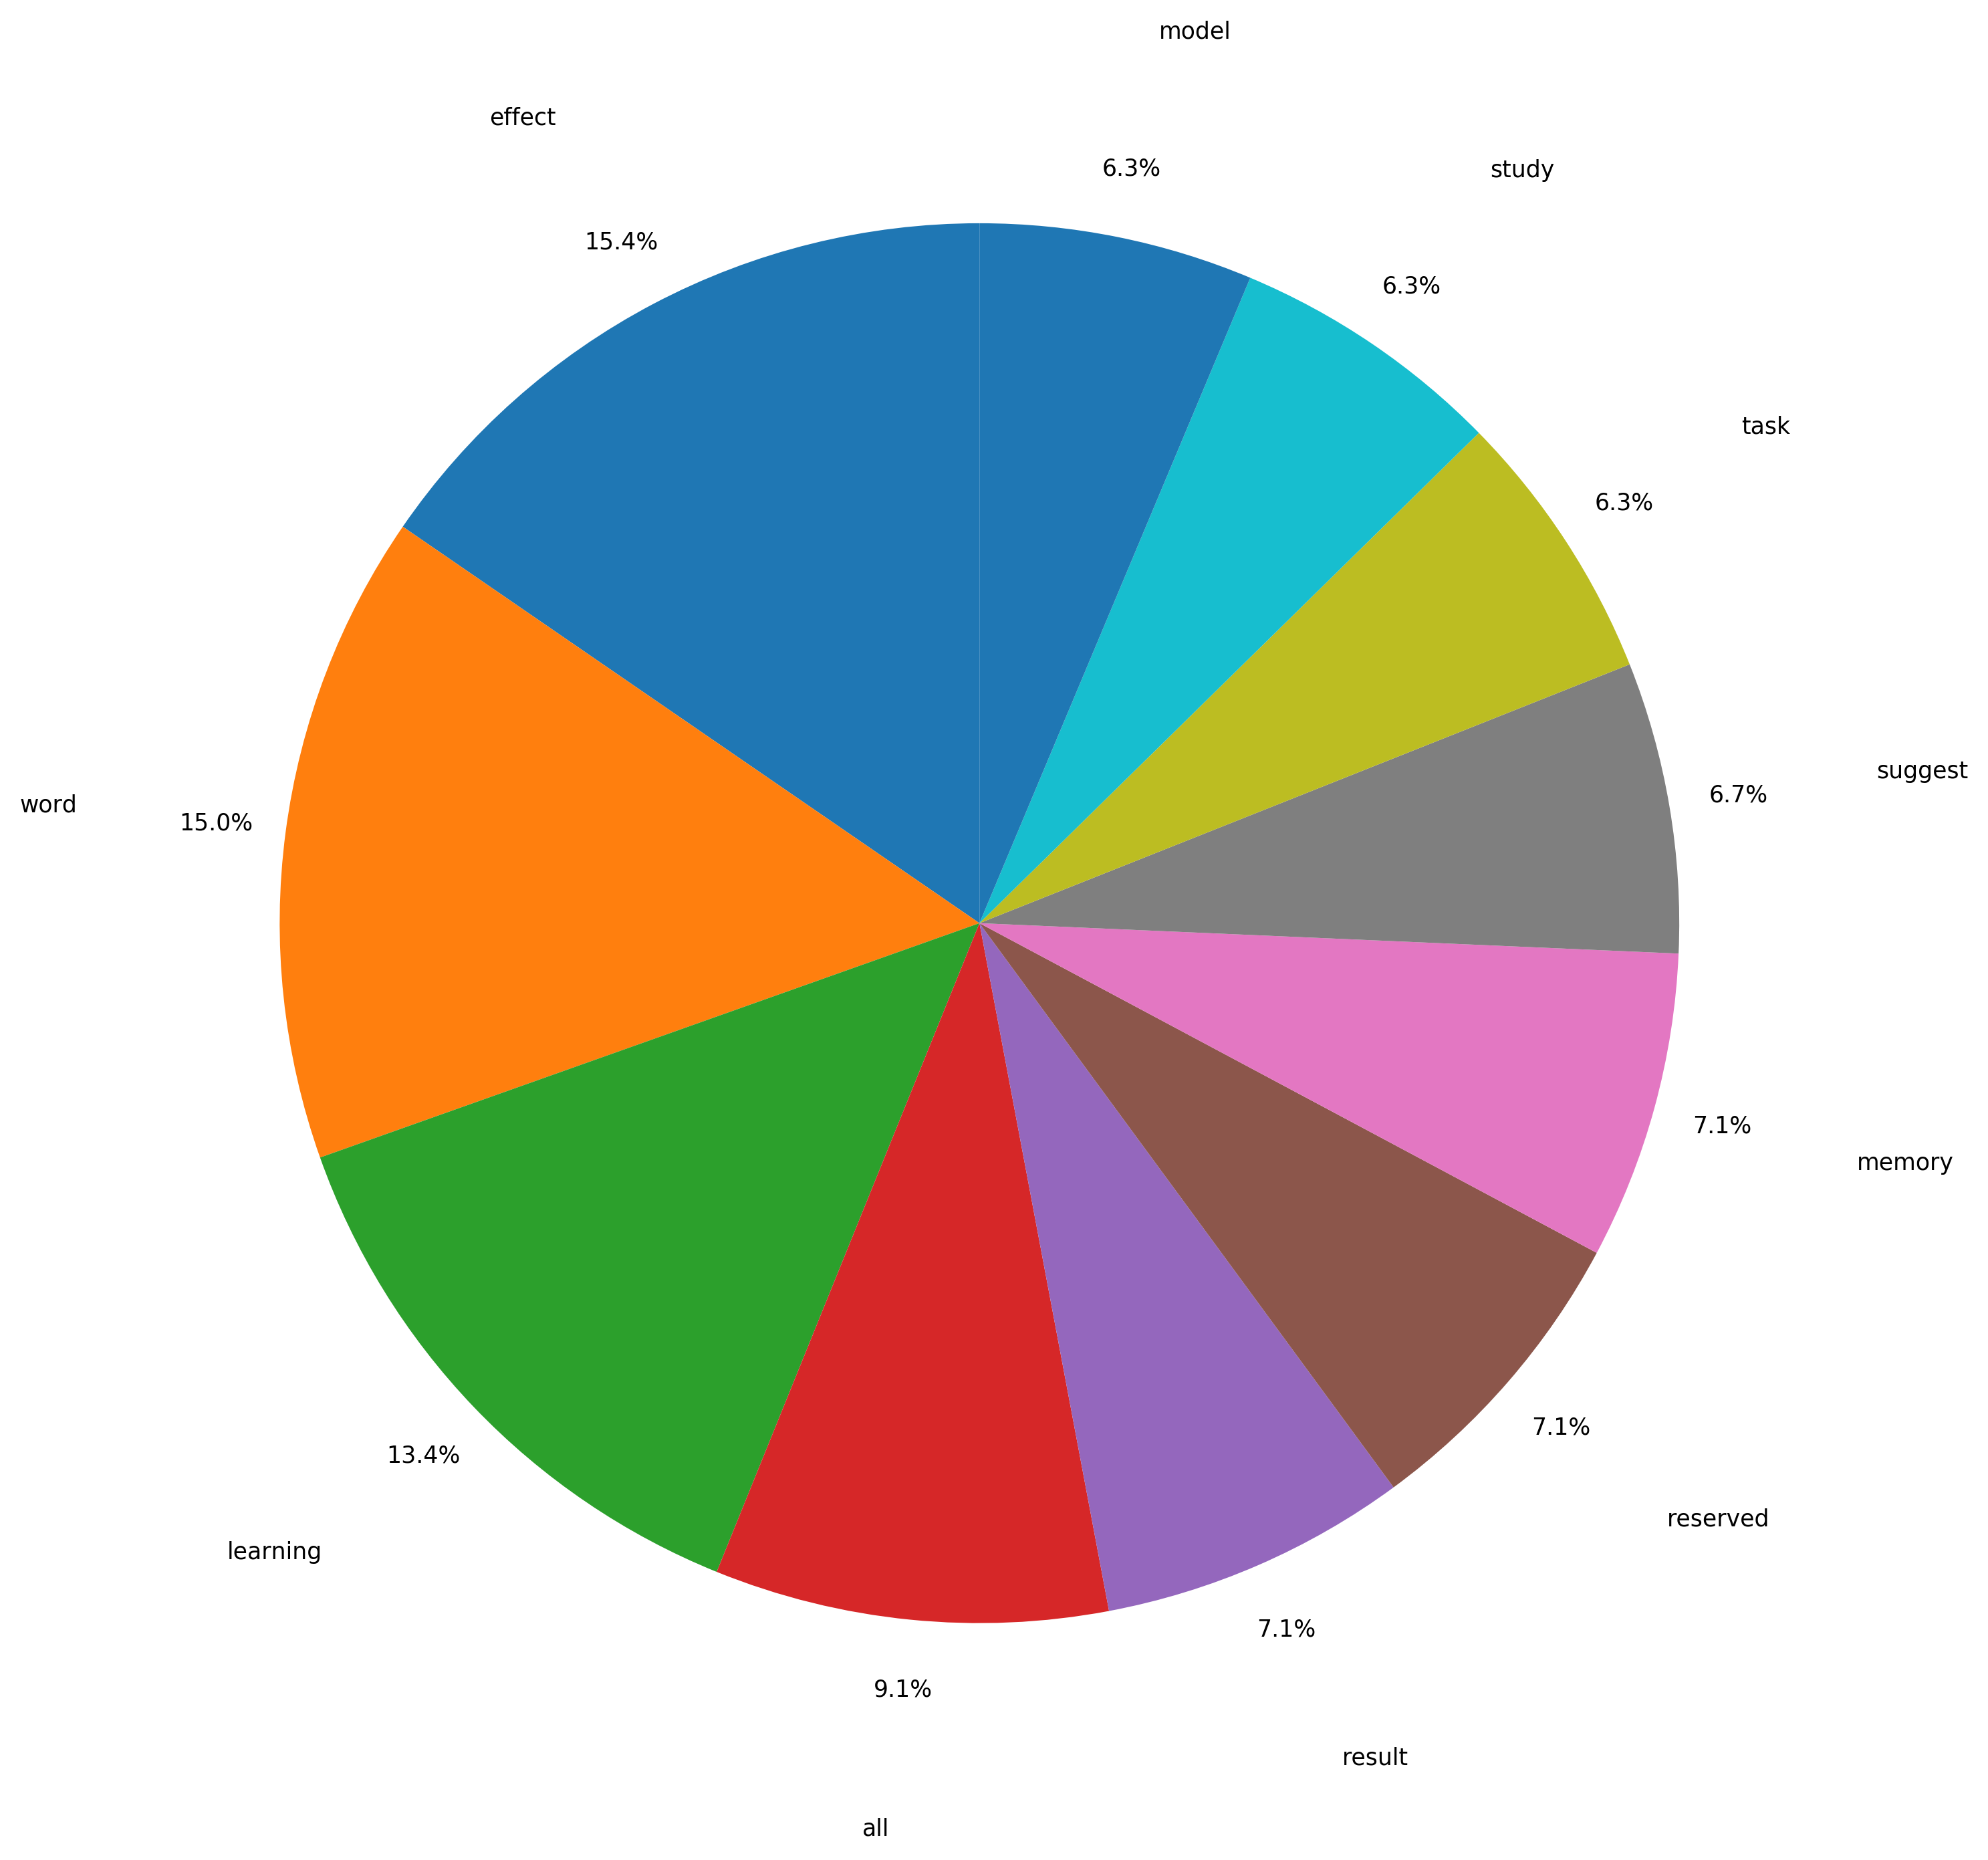 model
effect
6.3%
study
15.4%
6.3%
task
6.3%
suggest
6.7%
word
15.0%
7.1%
memory
7.1%
13.4%
reserved
learning
7.1%
9.1%
result
all